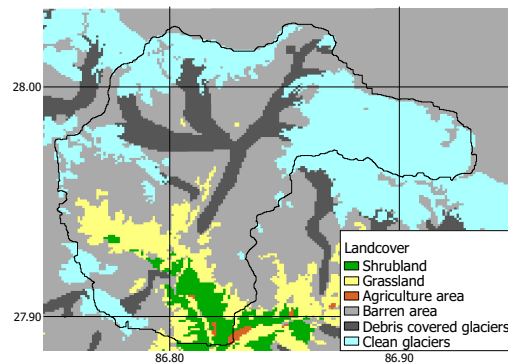 28.00
27.90
86.80
86.90
Landcover
Shrubland
Grassland
Agriculture area
Barren area
Debris covered glaciers
Clean glaciers